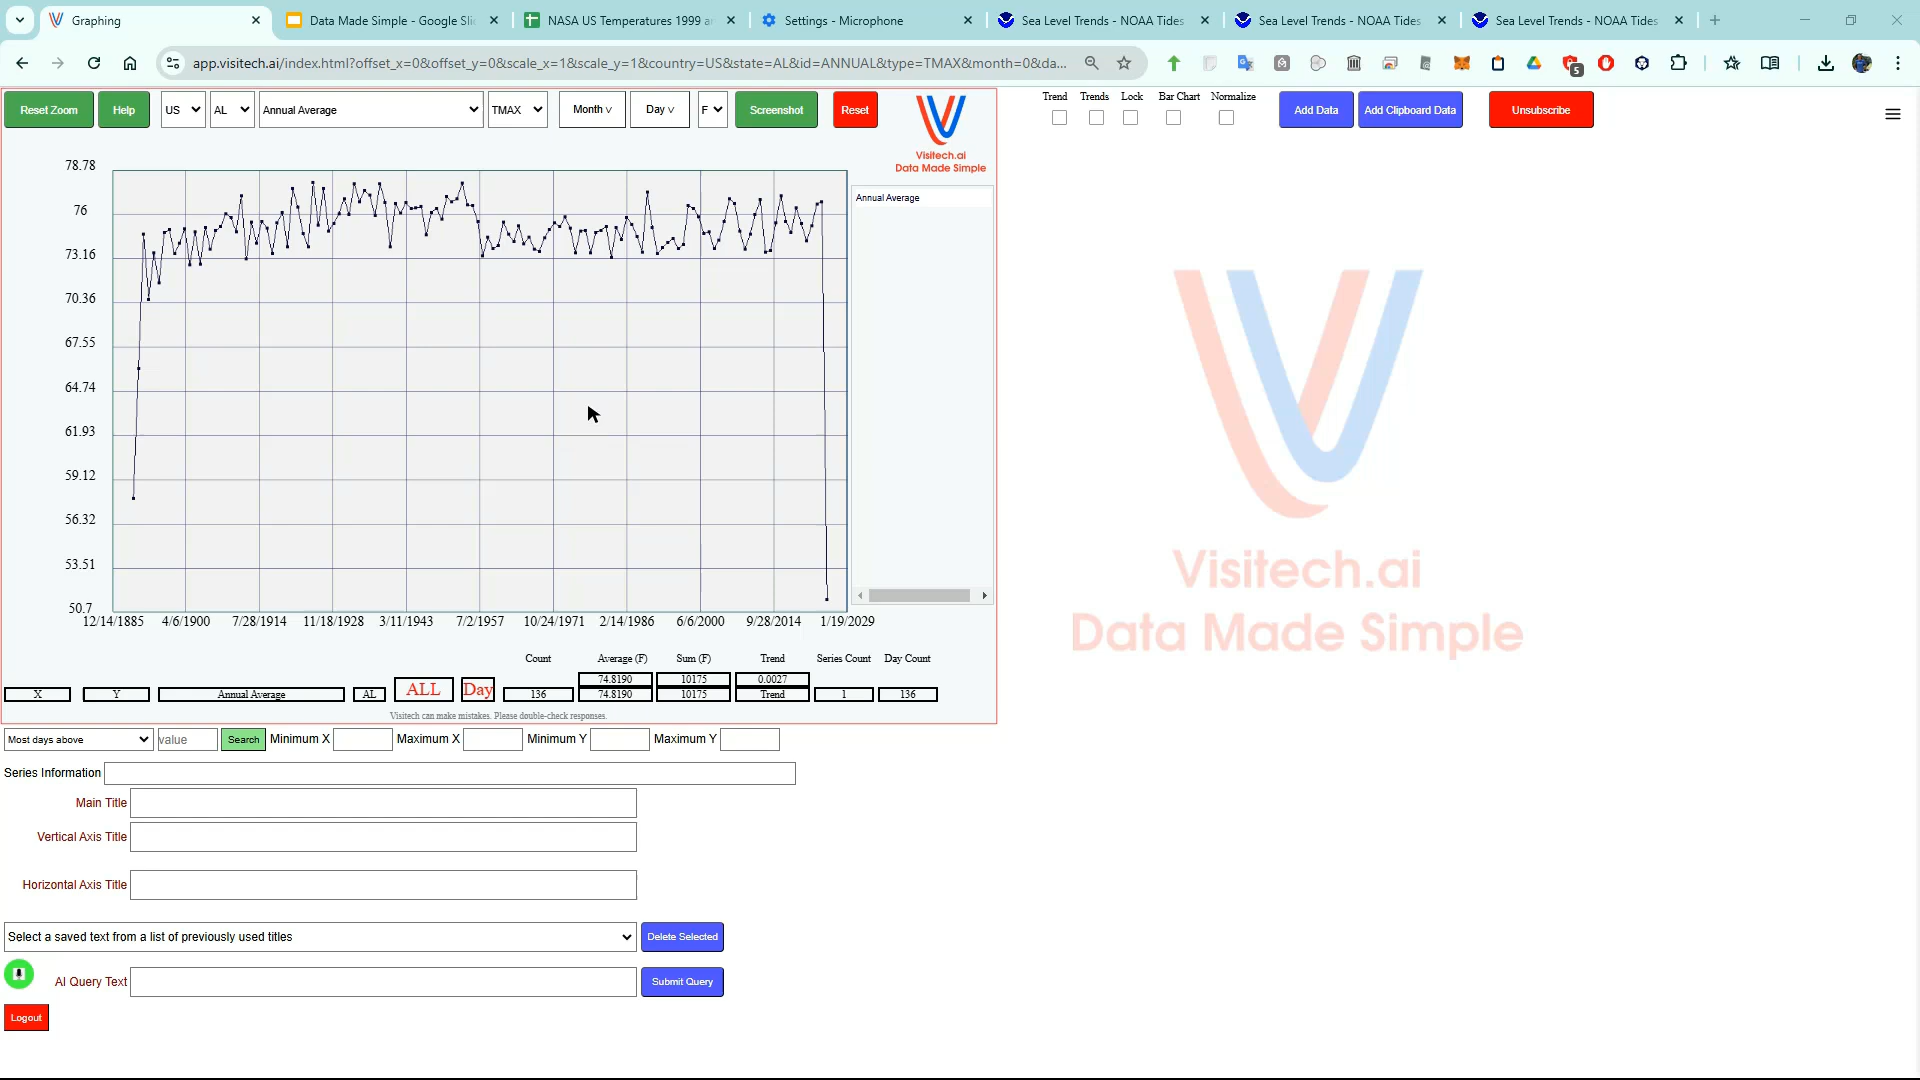 Graphing
Data Made Simple - Google Sli
NASA US Temperatures 1999 a
Settings - Microphone
Sea Level Trends - NOAA Tides
Sea Level Trends - NOAA Tides
Sea Level Trends - NOAA Tides
app.visitech.ai/index.html?offset_x=0&offset_y=0&scale_x=1&scale_y=1&country=US&state=AL&id=ANNUAL&type=TMAX&month=0&da...
5
Reset Zoom
Help
US
AL
Annual Average
TMAX
Month v
Day v
F
Screenshot
Reset
Visitech.ai
Data Made Simple
Trend
Trends
Lock
Bar Chart
Normalize
Add Data
Add Clipboard Data
Unsubscribe
78.78
76
73.16
70.36
67.55
64.74
61.93
59.12
56.32
53.51
50.7
12/14/1885
4/6/1900
7/28/1914
11/18/1928
3/11/1943
7/2/1957
10/24/1971
2/14/1986
6/6/2000
9/28/2014
1/19/2029
Annual Average
Visitech.ai
Data Made Simple
Count
Average (F)
Sum (F)
Trend
Series Count
Day Count
74.8190
10175
0.0027
X
Y
Annual Average
AL
ALL
Day
136
74.8190
10175
Trend
1
136
Visitech can make mistakes. Please double-check responses.
Most days above
value
Search
Minimum X
Maximum X
Minimum Y
Maximum Y
Series Information
Main Title
Vertical Axis Title
Horizontal Axis Title
Select a saved text from a list of previously used titles
Delete Selected
AI Query Text
Submit Query
Logout